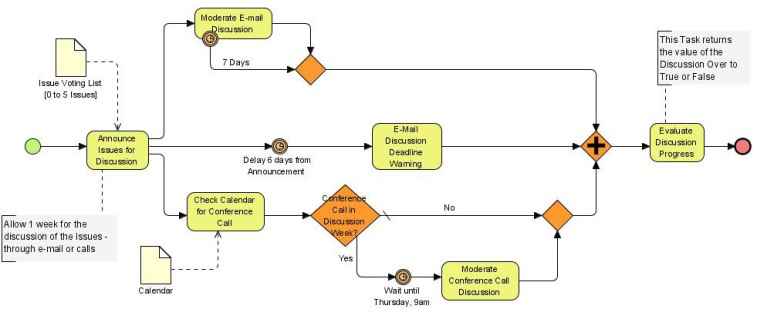 Moderate E-mail
Discussion
7 Days
This Task returns
the value of the
Discussion Over to
True or False
Issue Voting List
[0 to 5 Issues]
Announce
Issues for
Discussion
Delay 6 days from
Announcement
E-Mail
Discussion
Deadline
Warning
Evaluate
Discussion
Progress
Allow 1 week for the
discussion of the Issues -
through e-mail or calls
Check Calendar
for Conference
Call
Conference
Call in
Discussion
Week?
No
Yes
Calendar
Wait until
Thursday, 9am
Moderate
Conference Call
Discussion